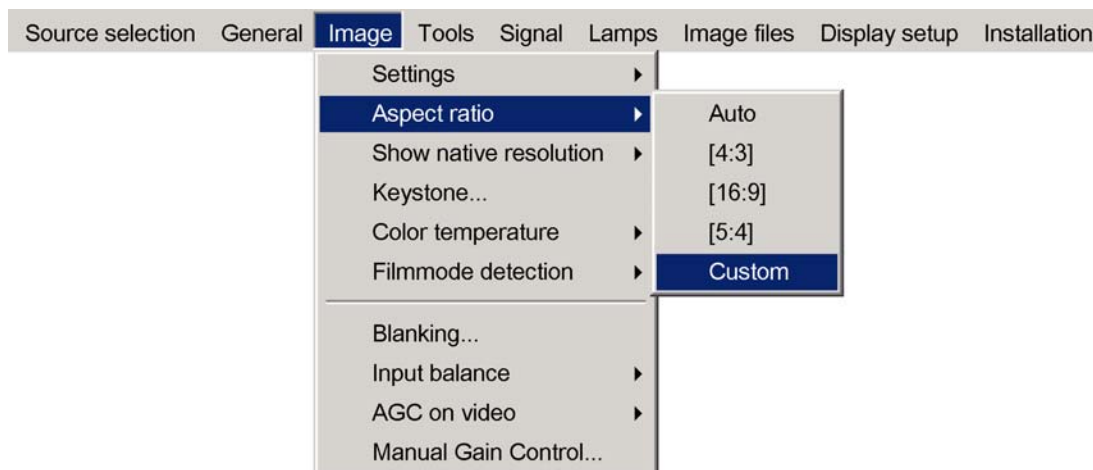 Source selection General Image Tools Signal Lamps Image files Display setup Installation
Settings
Aspect ratio
Show native resolution
Keystone...
Color temperature
Filmmode detection
Blanking...
Input balance
AGC on video
Manual Gain Control...
Auto
[4:3]
[16:9]
[5:4]
Custom